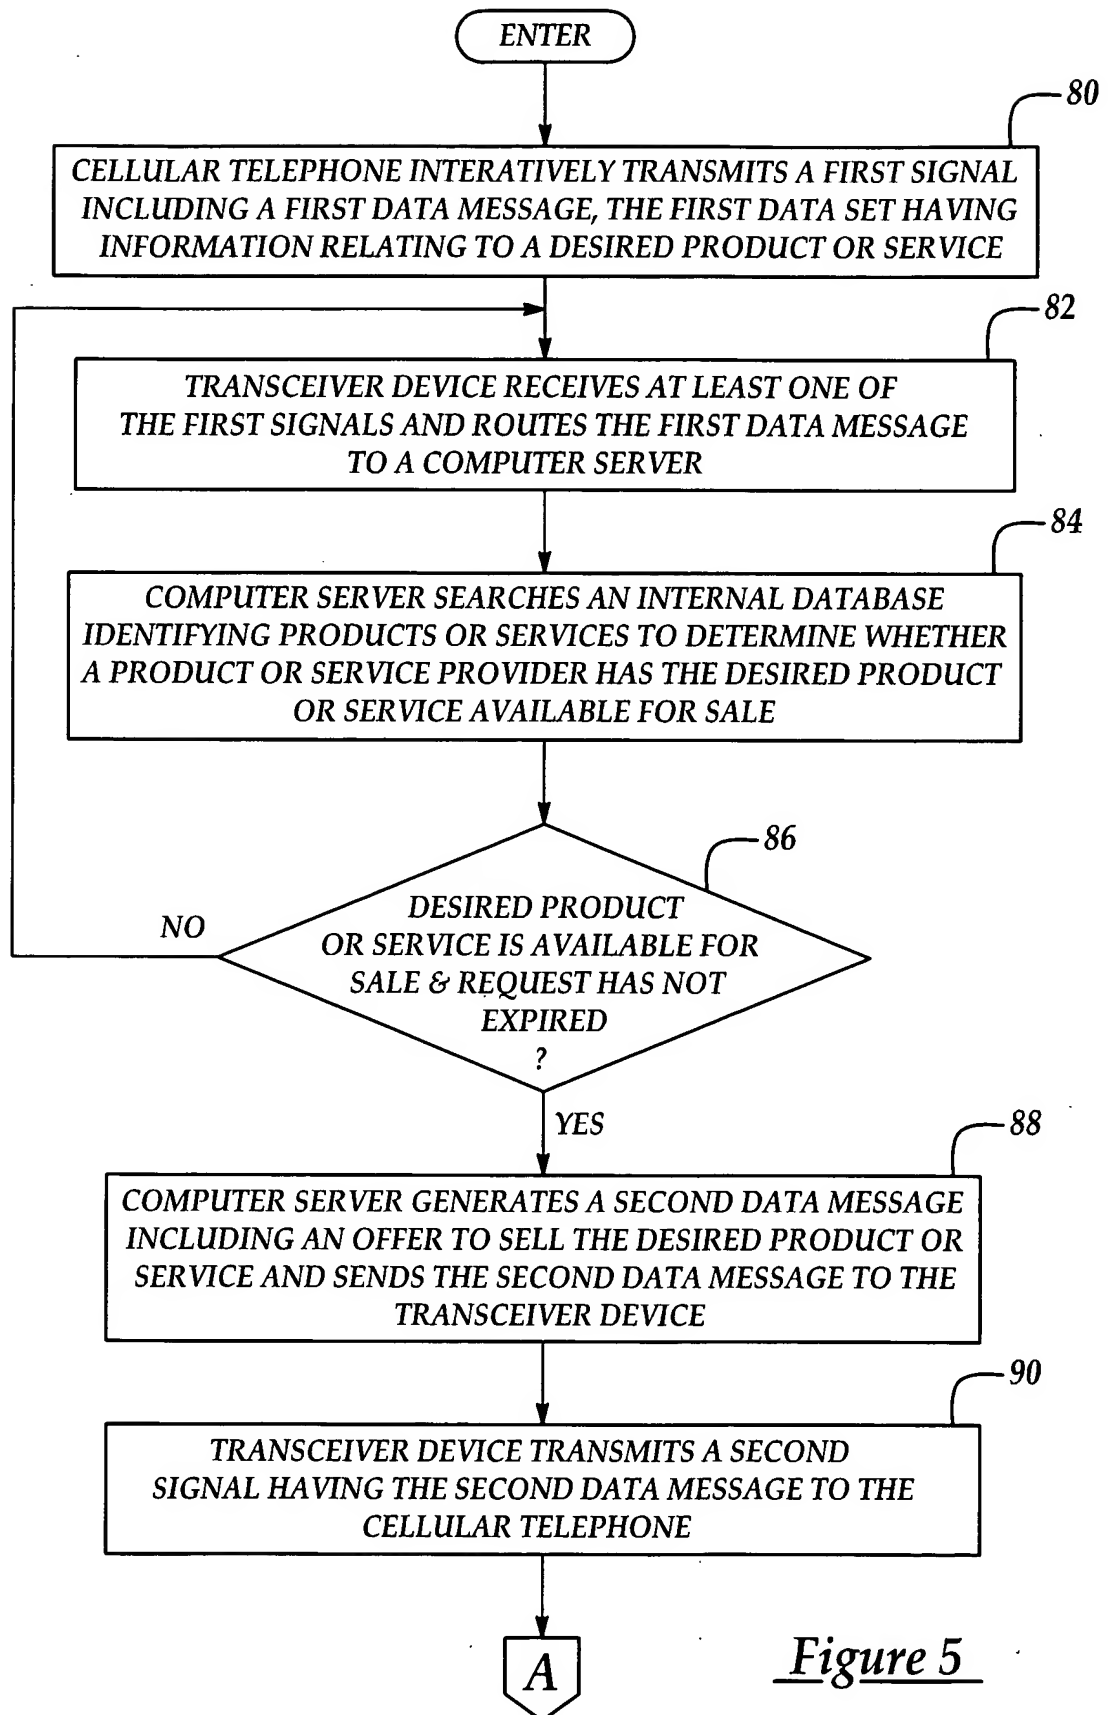 ENTER
80
CELLULAR TELEPHONE INTERATIVELY TRANSMITS A FIRST SIGNAL
INCLUDING A FIRST DATA MESSAGE, THE FIRST DATA SET HAVING
INFORMATION RELATING TO A DESIRED PRODUCT OR SERVICE
82
TRANSCEIVER DEVICE RECEIVES AT LEAST ONE OF
THE FIRST SIGNALS AND ROUTES THE FIRST DATA MESSAGE
TO A COMPUTER SERVER
84
COMPUTER SERVER SEARCHES AN INTERNAL DATABASE
IDENTIFYING PRODUCTS OR SERVICES TO DETERMINE WHETHER
A PRODUCT OR SERVICE PROVIDER HAS THE DESIRED PRODUCT
OR SERVICE AVAILABLE FOR SALE
86
DESIRED PRODUCT
OR SERVICE IS AVAILABLE FOR
SALE & REQUEST HAS NOT
EXPIRED
?
NO
YES
88
COMPUTER SERVER GENERATES A SECOND DATA MESSAGE
INCLUDING AN OFFER TO SELL THE DESIRED PRODUCT OR
SERVICE AND SENDS THE SECOND DATA MESSAGE TO THE
TRANSCEIVER DEVICE
90
TRANSCEIVER DEVICE TRANSMITS A SECOND
SIGNAL HAVING THE SECOND DATA MESSAGE TO THE
CELLULAR TELEPHONE
A
Figure 5